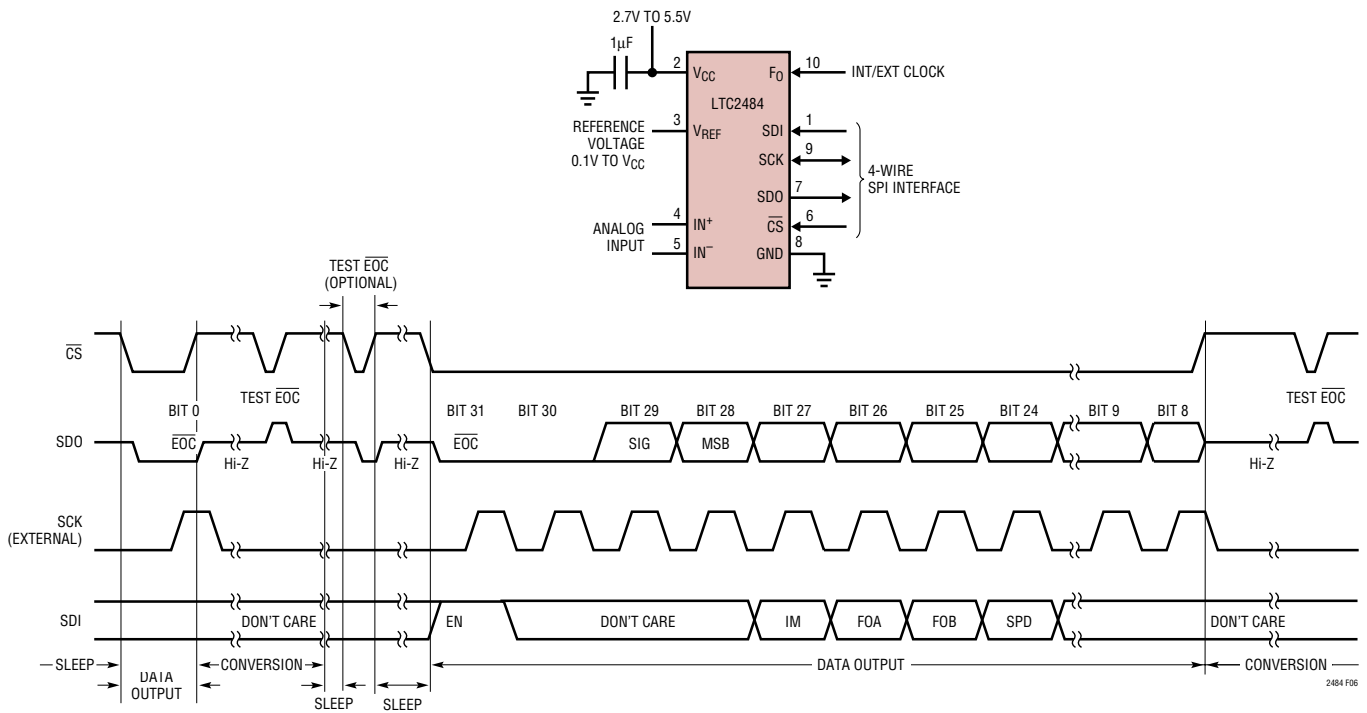 2.7V TO 5.5V
1µF
2
VCC
FO
10
INT/EXT CLOCK
LTC2484
REFERENCE
VOLTAGE
0.1V TO VCC
3
VREF
SDI
1
SCK
9
SDO
7
CS
6
4-WIRE
SPI INTERFACE
ANALOG
INPUT
4
IN+
5
IN–
GND
8
TEST EOC
(OPTIONAL)
CS
TEST EOC
TEST EOC
BIT 0
BIT 31
BIT 30
BIT 29
BIT 28
BIT 27
BIT 26
BIT 25
BIT 24
BIT 9
BIT 8
SDO
EOC
Hi-Z
Hi-Z
Hi-Z
EOC
SIG
MSB
Hi-Z
SCK
(EXTERNAL)
SDI
DON'T CARE
EN
DON'T CARE
IM
FOA
FOB
SPD
DON'T CARE
SLEEP
DATA
OUTPUT
CONVERSION
SLEEP
SLEEP
DATA OUTPUT
CONVERSION
2484 F06